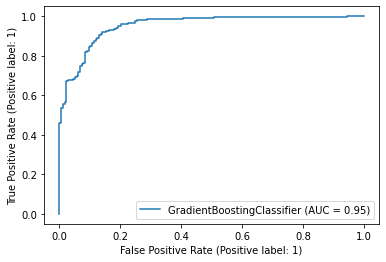 True Positive Rate (Positive label: 1)
1.0
0.8
0.6
0.4
0.2
0.0
GradientBoostingClassifier (AUC = 0.95)
0.0 0.2 0.4 0.6 0.8 1.0
False Positive Rate (Positive label: 1)